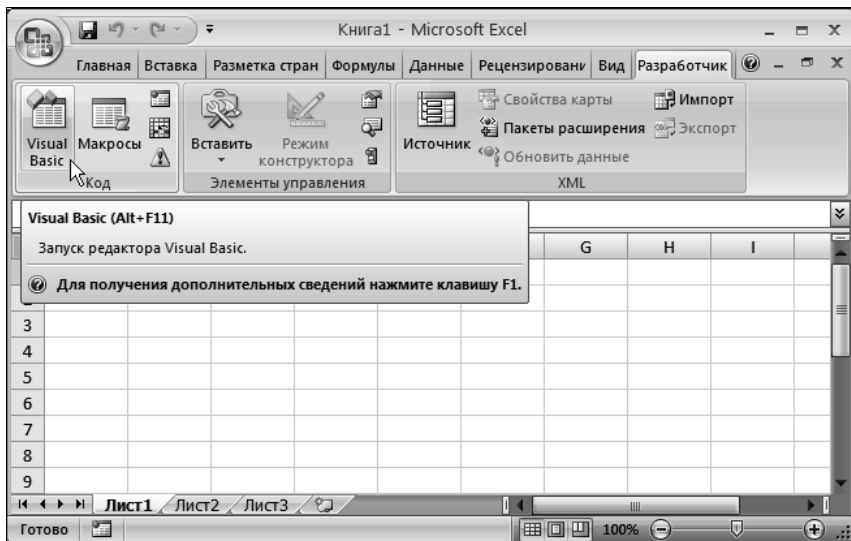 Книга1 - Microsoft Excel
Главная Вставка Разметка стран Формулы Данные Рецензировани Вид Разработчик
Visual Basic
Макросы
Код
Вставить
Режим конструктора
Элементы управления
Источник
Свойства карты
Пакеты расширения
Обновить данные
Импорт
Экспорт
XML
Visual Basic (Alt+F11)
Запуск редактора Visual Basic.
Для получения дополнительных сведений нажмите клавишу F1.
G H I
3
4
5
6
7
8
9
Лист1 Лист2 Лист3
Готово 100%